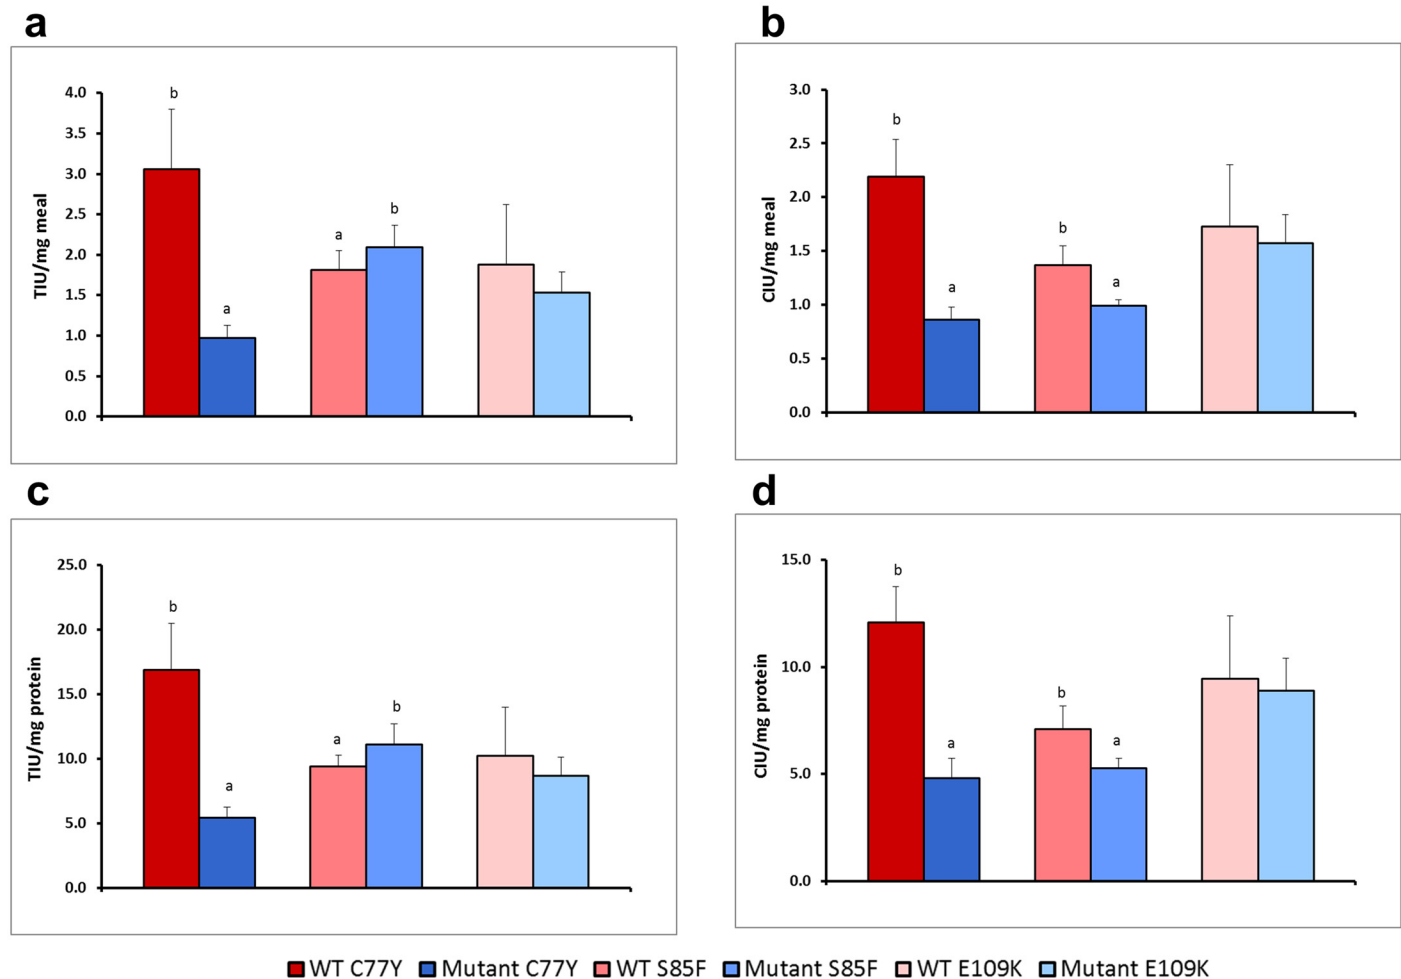 a
4.0
3.5
3.0
2.5
2.0
1.5
1.0
0.5
0.0
TIU/mg meal
b
a
a
b
b
3.0
2.5
2.0
1.5
1.0
0.5
0.0
CIU/mg meal
b
a
b
a
c
25.0
20.0
15.0
10.0
5.0
0.0
TIU/mg protein
b
a
a
b
d
15.0
10.0
5.0
0.0
CIU/mg protein
b
a
b
a
WT C77Y Mutant C77Y WT S85F Mutant S85F WT E109K Mutant E109K